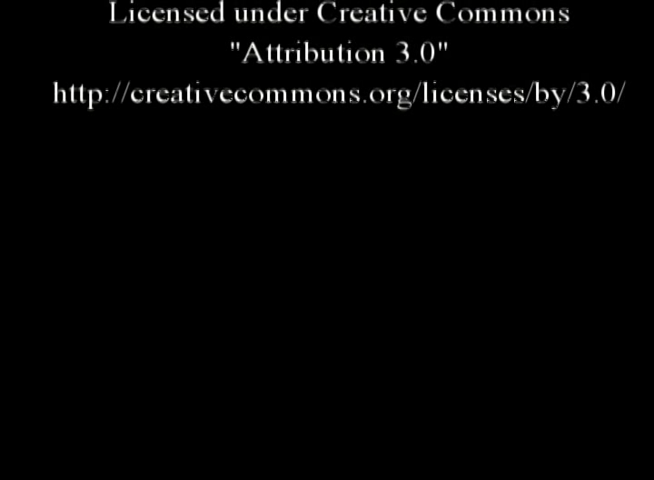 Licensed under Creative Commons
"Attribution 3.0"
http://creativecommons.org/licenses/by/3.0/